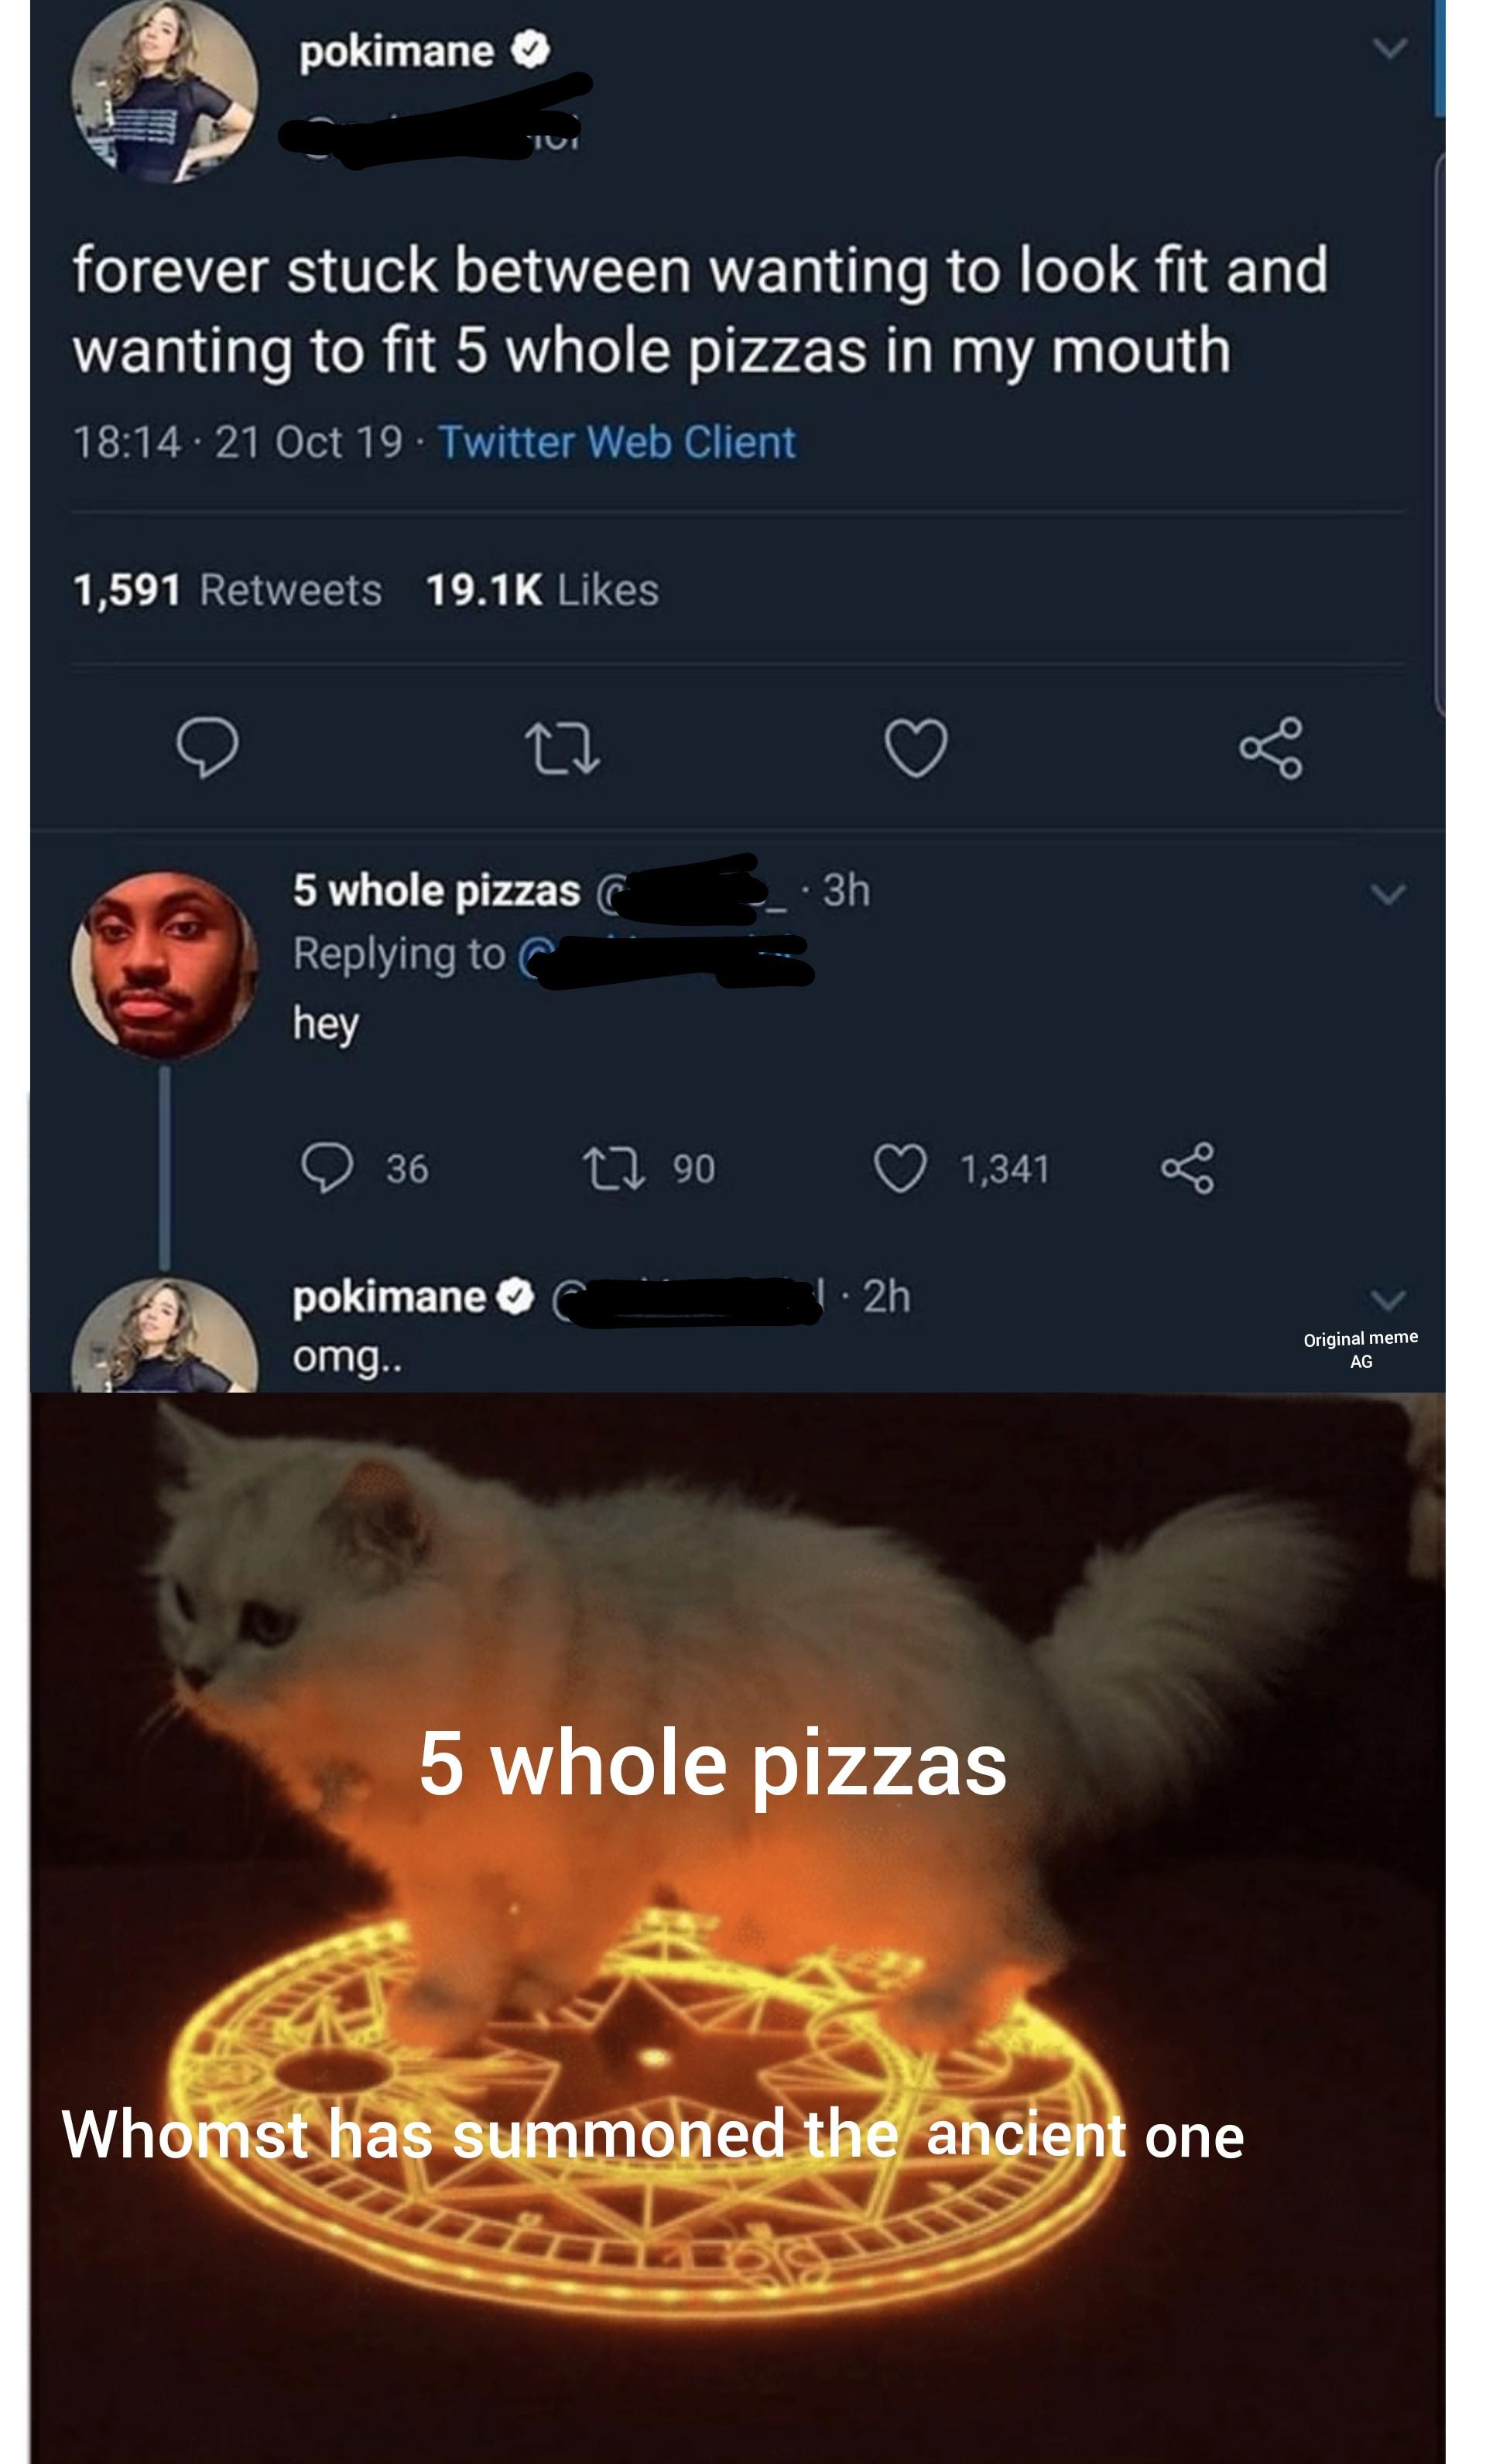 pokimane
forever stuck between wanting to look fit and
wanting to fit 5 whole pizzas in my mouth
18:14 · 21 Oct 19 · Twitter Web Client
1,591 Retweets 19.1K Likes
5 whole pizzas @ _ · 3h
Replying to @
hey
36 90 1,341
pokimane @ l · 2h
omg..
Original meme
AG
5 whole pizzas
Whomst has summoned the ancient one